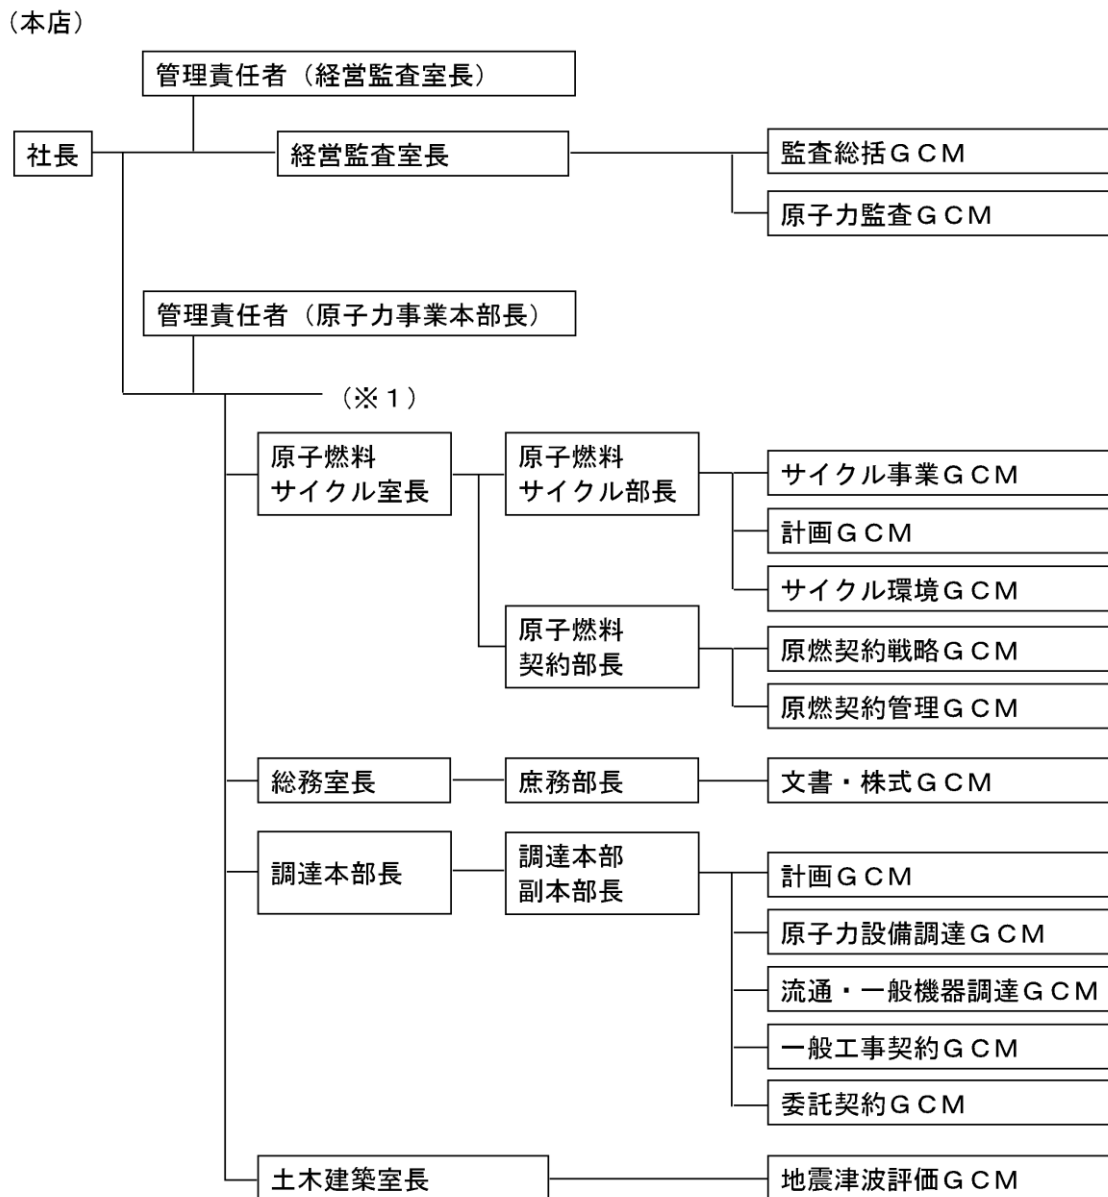 （本店）
管理責任者（経営監査室長）
社長
経営監査室長
監査総括ＧＣＭ
原子力監査ＧＣＭ
管理責任者（原子力事業本部長）
（※１）
原子燃料
サイクル室長
原子燃料
サイクル部長
サイクル事業ＧＣＭ
計画ＧＣＭ
サイクル環境ＧＣＭ
原子燃料
契約部長
原燃契約戦略ＧＣＭ
原燃契約管理ＧＣＭ
総務室長
庶務部長
文書・株式ＧＣＭ
調達本部長
調達本部
副本部長
計画ＧＣＭ
原子力設備調達ＧＣＭ
流通・一般機器調達ＧＣＭ
一般工事契約ＧＣＭ
委託契約ＧＣＭ
土木建築室長
地震津波評価ＧＣＭ